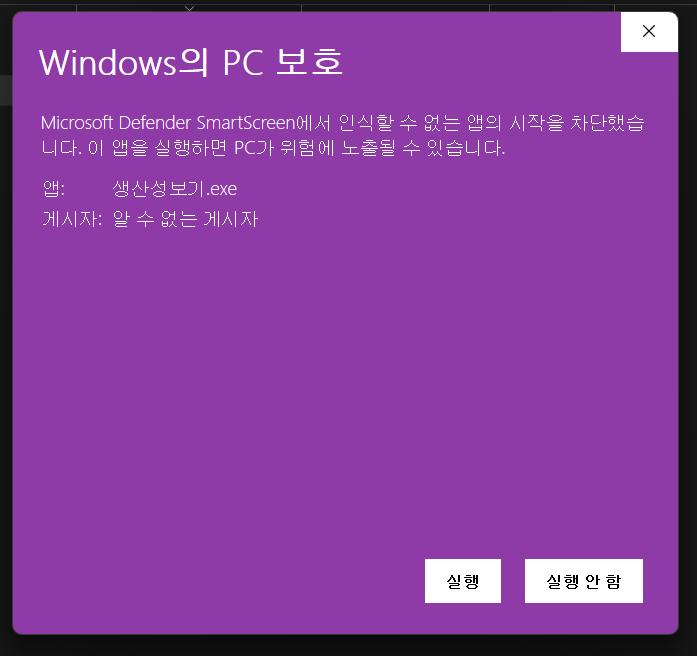 Windows의 PC 보호
Microsoft Defender SmartScreen에서 인식할 수 없는 앱의 시작을 차단했습
니다. 이 앱을 실행하면 PC가 위험에 노출될 수 있습니다.
앱: 생산성보기.exe
게시자: 알 수 없는 게시자
실행 실행 안 함